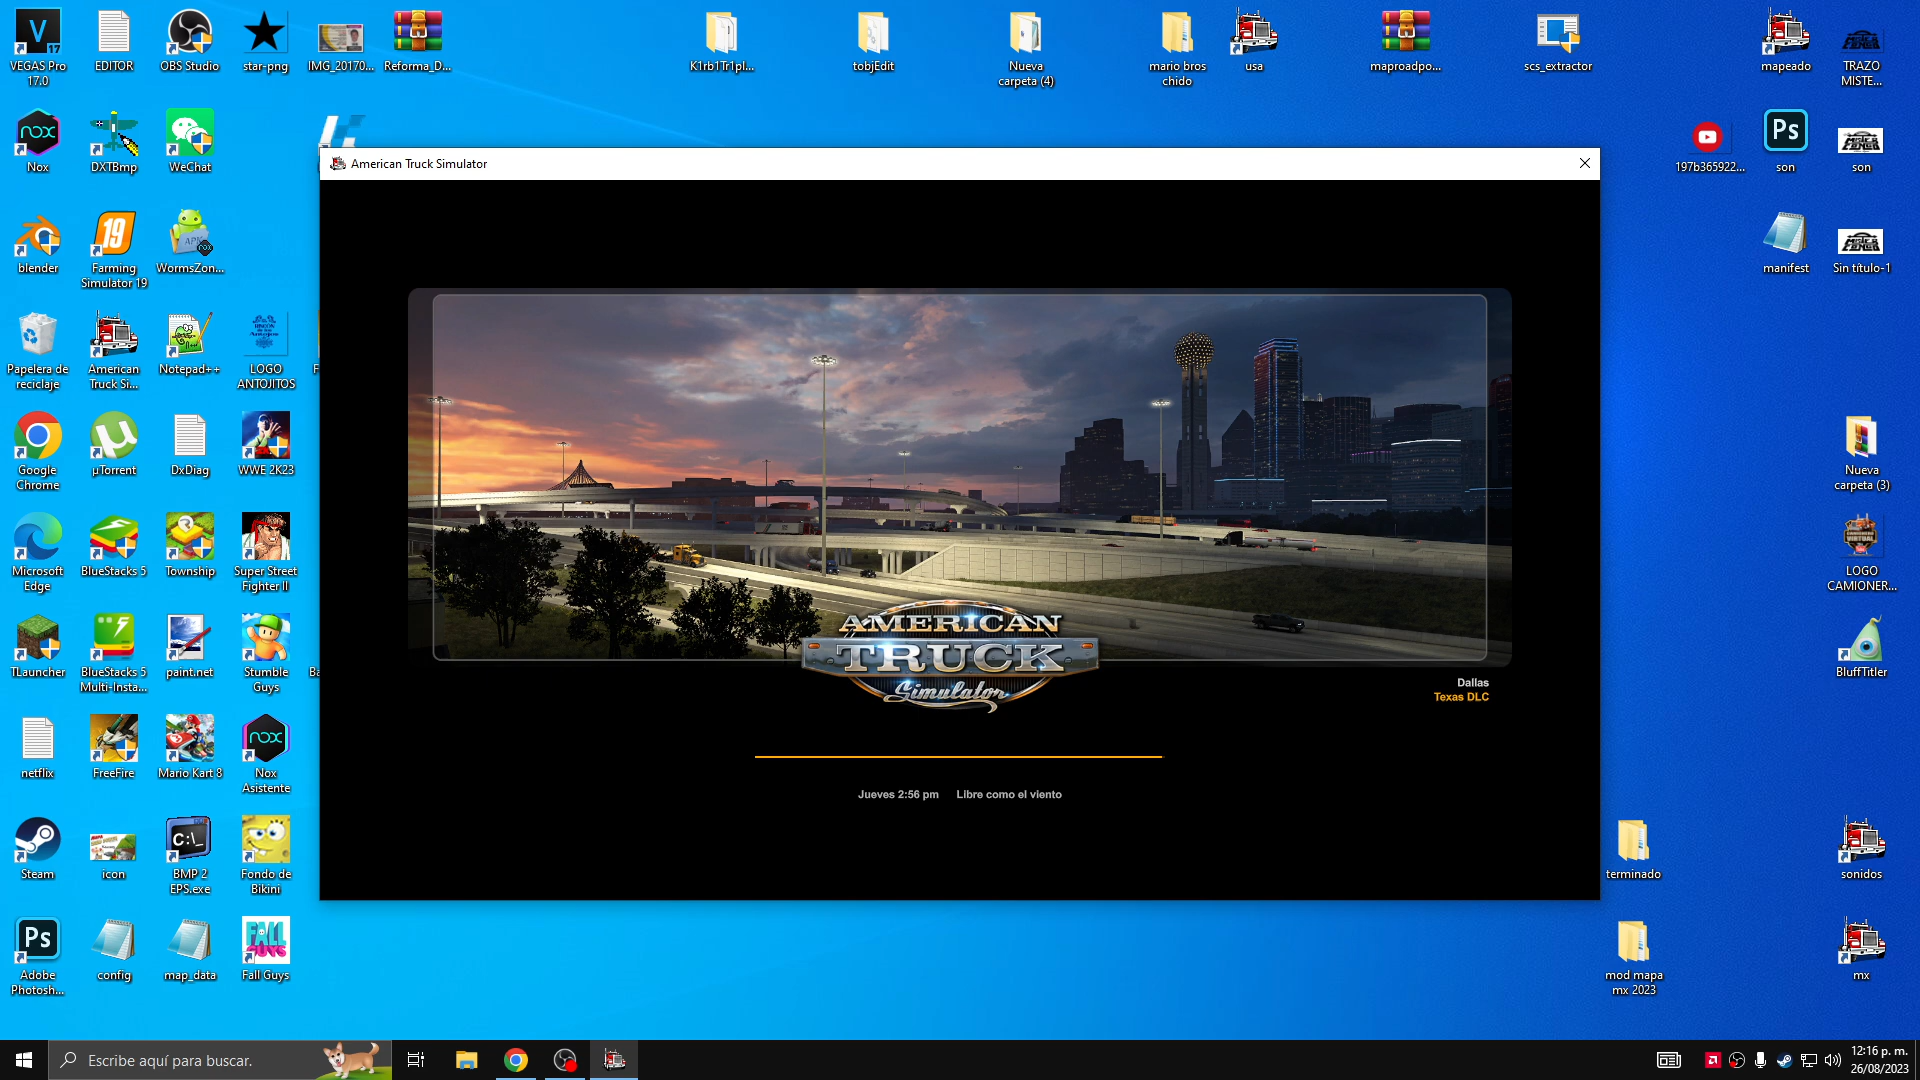 VEGAS Pro
17.0
EDITOR
OBS Studio
star-png
IMG_20170...
Reforma_D...
K1rb1Tr1pl...
tobjEdit
Nueva
carpeta (4)
mario bros
chido
usa
maproadpo...
scs_extractor
mapeado
TRAZO
MISTE...
Nox
DXTBmp
WeChat
197b365922...
son
son
American Truck Simulator
blender
Farming
Simulator 19
WormsZon...
manifest
Sin título-1
Papelera de
reciclaje
American
Truck Si...
Notepad++
LOGO
ANTOJITOS
F
Google
Chrome
µTorrent
DxDiag
WWE 2K23
Nueva
carpeta (3)
Microsoft
Edge
BlueStacks 5
Township
Super Street
Fighter II
LOGO
CAMIONER...
TLauncher
BlueStacks 5
Multi-Insta...
paint.net
Stumble
Guys
Ba
BluffTitler
AMERICAN
TRUCK
Simulator
Dallas
Texas DLC
netflix
FreeFire
Mario Kart 8
Nox
Asistente
Jueves 2:56 pm Libre como el viento
Steam
icon
BMP 2
EPS.exe
Fondo de
Bikini
terminado
sonidos
Adobe
Photosh...
config
map_data
Fall Guys
mod mapa
mx 2023
mx
Escribe aquí para buscar.
12:16 p. m.
26/08/2023